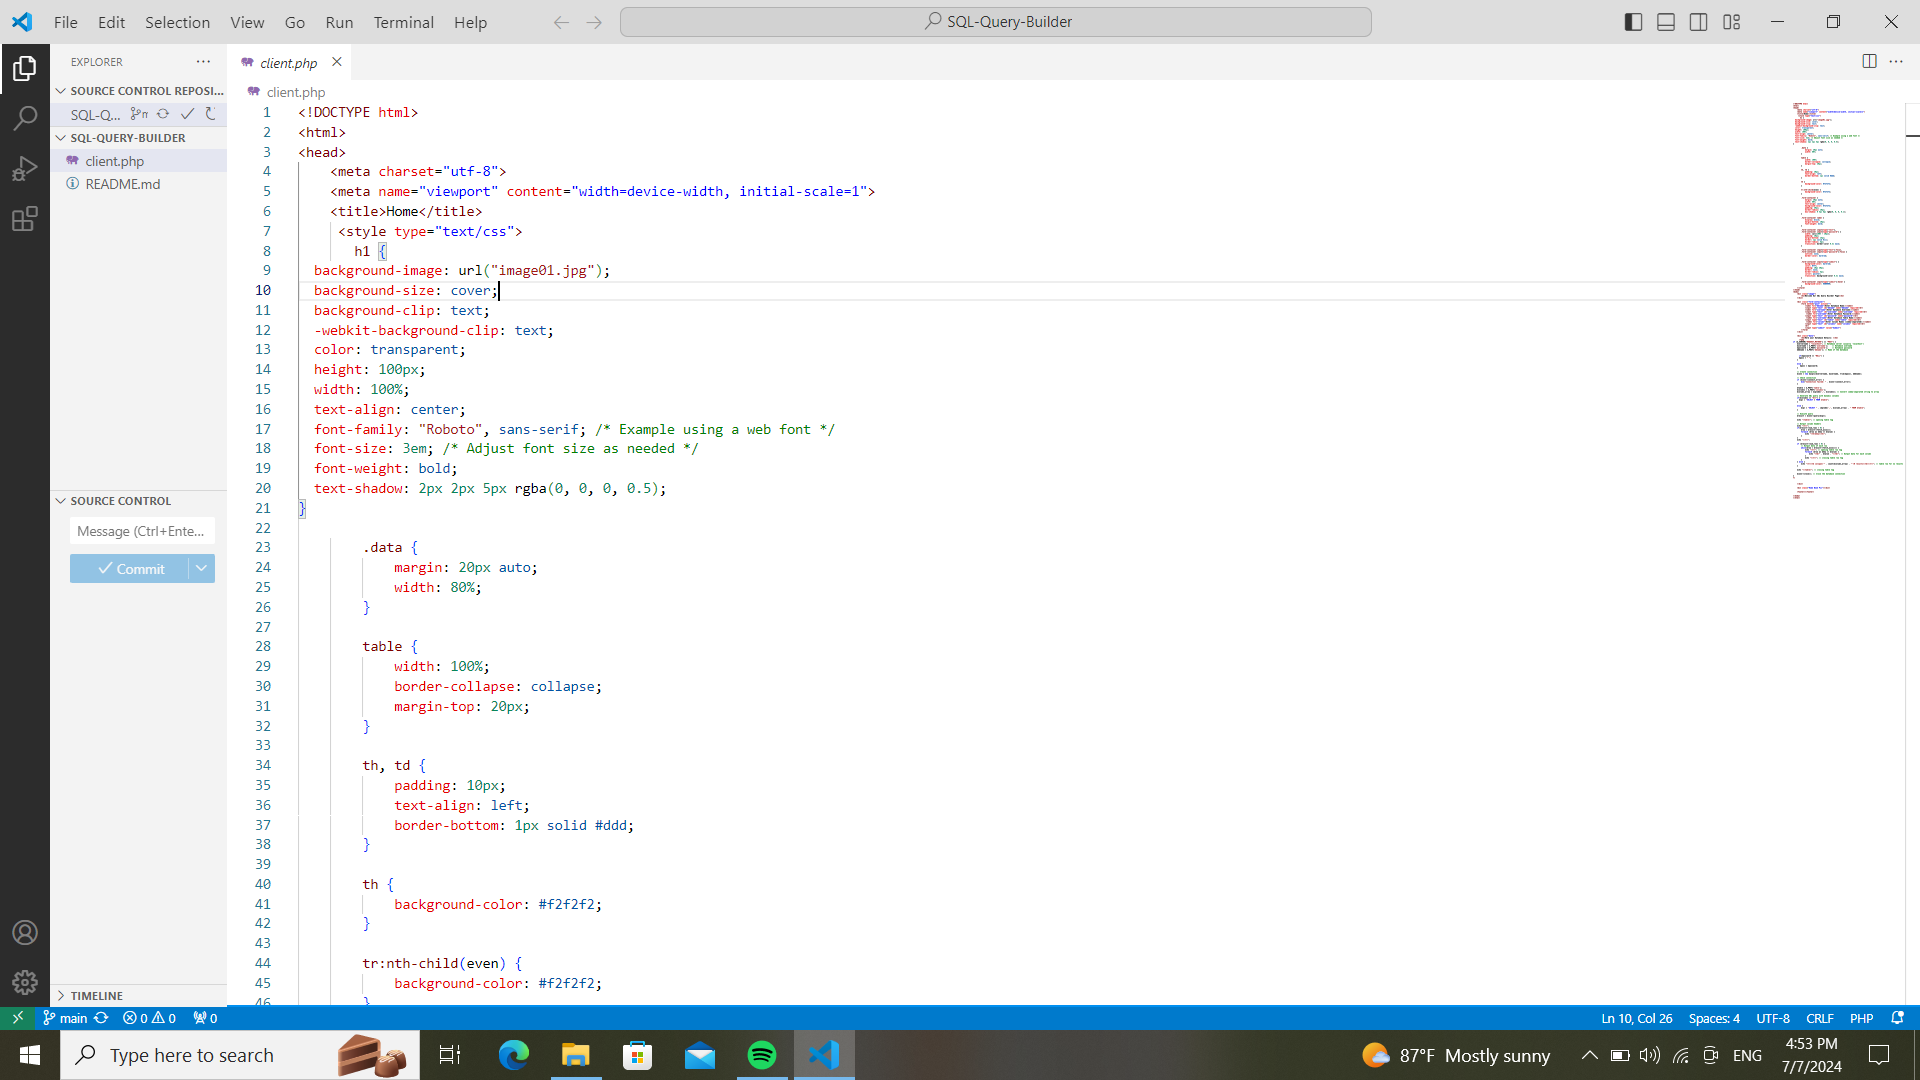 File Edit Selection View Go Run Terminal Help
SQL-Query-Builder
EXPLORER
client.php
SOURCE CONTROL REPOSI...
SQL-Q...
SQL-QUERY-BUILDER
client.php
README.md
SOURCE CONTROL
Message (Ctrl+Ente...
Commit
TIMELINE
client.php
1 <!DOCTYPE html>
2 <html>
3 <head>
4 <meta charset="utf-8">
5 <meta name="viewport" content="width=device-width, initial-scale=1">
6 <title>Home</title>
7 <style type="text/css">
8 h1 {
9 background-image: url("image01.jpg");
10 background-size: cover;
11 background-clip: text;
12 -webkit-background-clip: text;
13 color: transparent;
14 height: 100px;
15 width: 100%;
16 text-align: center;
17 font-family: "Roboto", sans-serif; /* Example using a web font */
18 font-size: 3em; /* Adjust font size as needed */
19 font-weight: bold;
20 text-shadow: 2px 2px 5px rgba(0, 0, 0, 0.5);
21 }
22
23 .data {
24 margin: 20px auto;
25 width: 80%;
26 }
27
28 table {
29 width: 100%;
30 border-collapse: collapse;
31 margin-top: 20px;
32 }
33
34 th, td {
35 padding: 10px;
36 text-align: left;
37 border-bottom: 1px solid #ddd;
38 }
39
40 th {
41 background-color: #f2f2f2;
42 }
43
44 tr:nth-child(even) {
45 background-color: #f2f2f2;
46 }
main 0 0 0
Ln 10, Col 26 Spaces: 4 UTF-8 CRLF PHP
Type here to search
87°F Mostly sunny
ENG
4:53 PM
7/7/2024